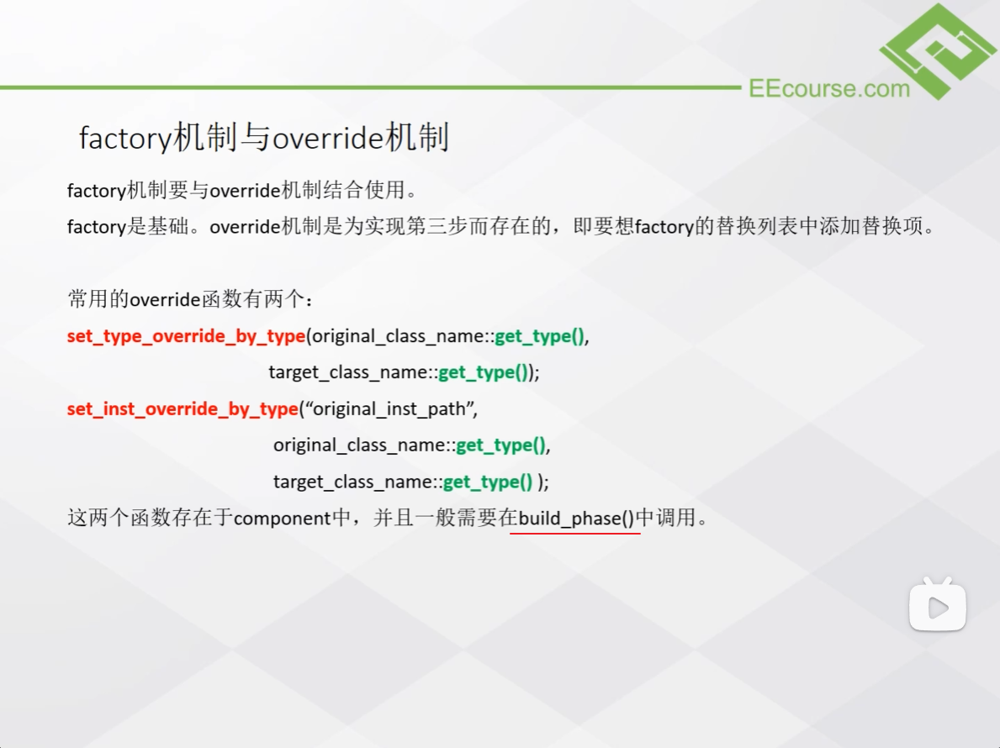 EEcourse.com
factory机制与override机制
factory机制要与override机制结合使用。
factory是基础。override机制是为实现第三步而存在的，即要想factory的替换列表中添加替换项。
常用的override函数有两个：
set_type_override_by_type(original_class_name::get_type(),
target_class_name::get_type());
set_inst_override_by_type(“original_inst_path”,
original_class_name::get_type(),
target_class_name::get_type() );
这两个函数存在于component中，并且一般需要在build_phase()中调用。